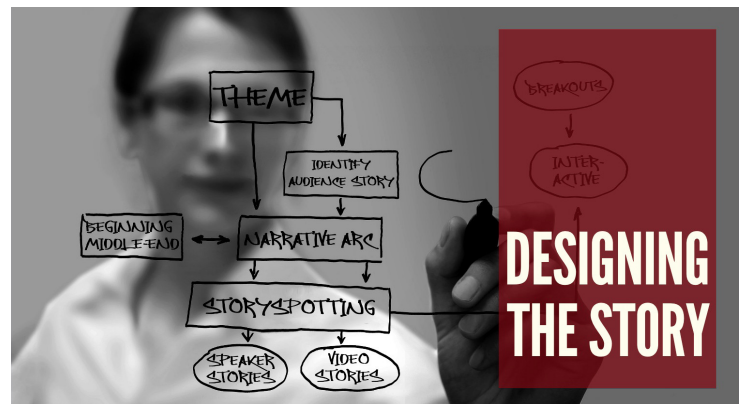 THEME
IDENTIFY
AUDIENCE STORY
BEGINNING
MIDDLE-END
NARRATIVE ARC
STORYSPOTTING
SPEAKER
STORIES
VIDEO
STORIES
BREAKOUTS
INTER-
ACTIVE
DESIGNING
THE STORY